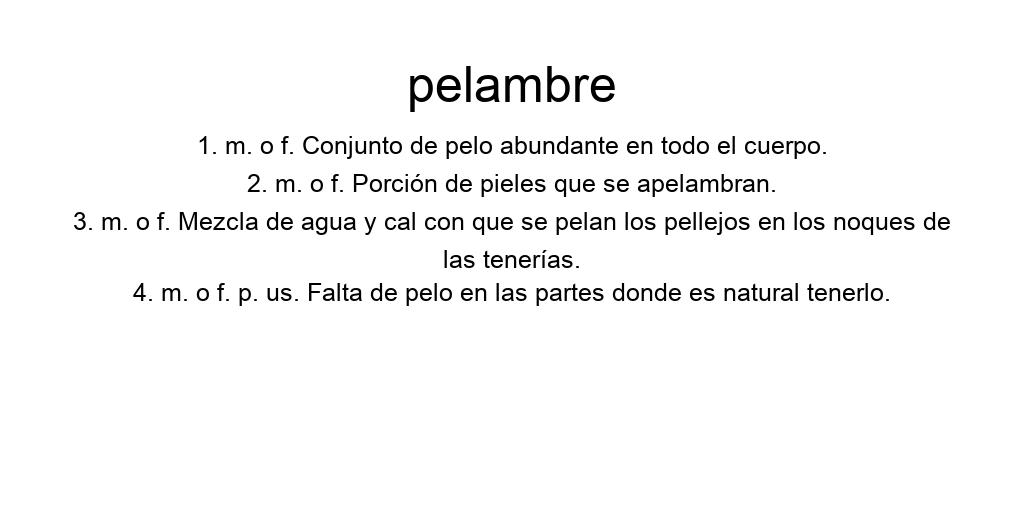 pelambre
1. m. o f. Conjunto de pelo abundante en todo el cuerpo.
2. m. o f. Porción de pieles que se apelambran.
3. m. o f. Mezcla de agua y cal con que se pelan los pellejos en los noques de
las tenerías.
4. m. o f. p. us. Falta de pelo en las partes donde es natural tenerlo.